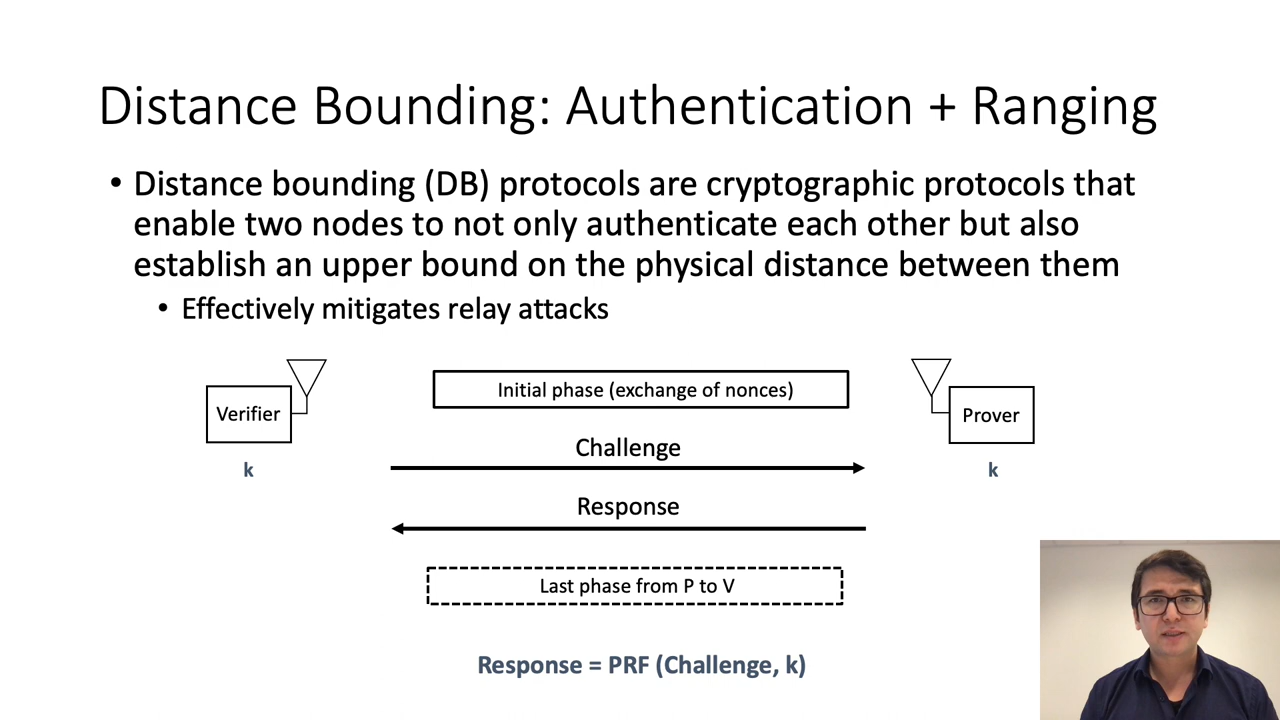 Distance Bounding: Authentication + Ranging
• Distance bounding (DB) protocols are cryptographic protocols that
enable two nodes to not only authenticate each other but also
establish an upper bound on the physical distance between them
• Effectively mitigates relay attacks
Initial phase (exchange of nonces)
Verifier
Prover
Challenge
k
k
Response
Last phase from P to V
Response = PRF (Challenge, k)